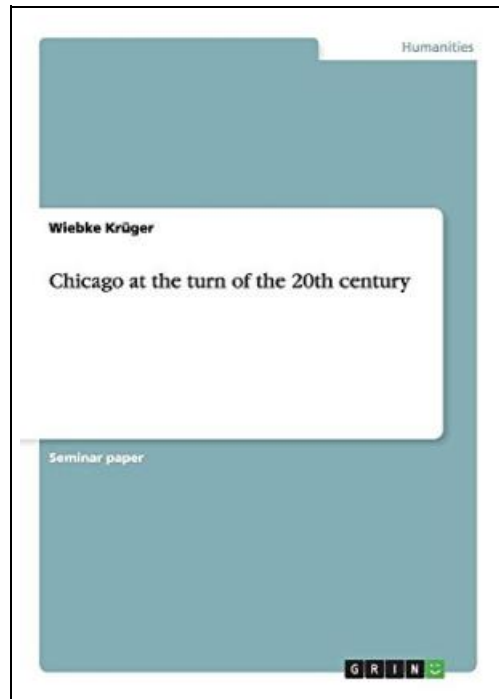 Humanities
Wiebke Krüger
Chicago at the turn of the 20th century
Seminar paper
GRIN